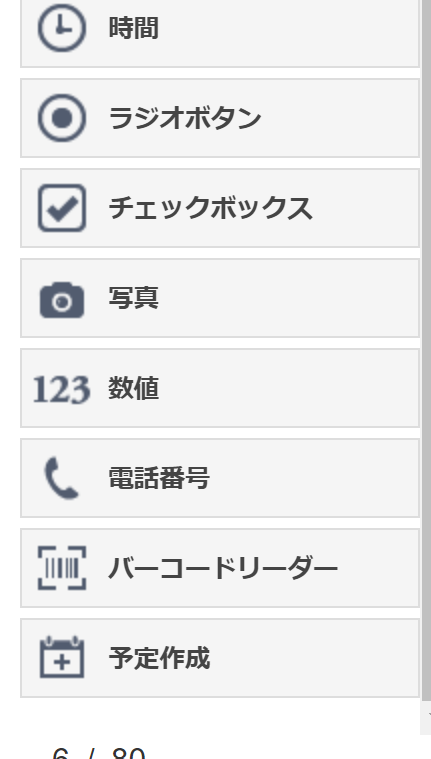 時間
ラジオボタン
チェックボックス
写真
123 数値
電話番号
バーコードリーダー
予定作成
6 / 80